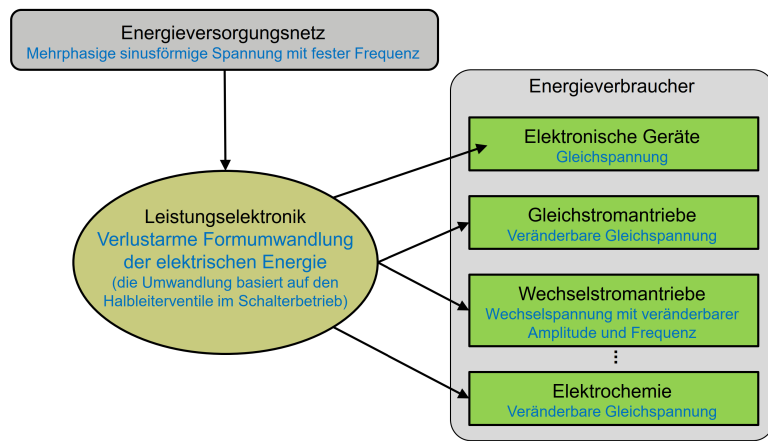 Energieversorgungsnetz
Mehrphasige sinusförmige Spannung mit fester Frequenz
Energieverbraucher
Elektronische Geräte
Gleichspannung
Leistungselektronik
Verlustarme Formumwandlung
der elektrischen Energie
(die Umwandlung basiert auf den
Halbleiterventile im Schalterbetrieb)
Gleichstromantriebe
Veränderbare Gleichspannung
Wechselstromantriebe
Wechselspannung mit veränderbarer
Amplitude und Frequenz
...
Elektrochemie
Veränderbare Gleichspannung